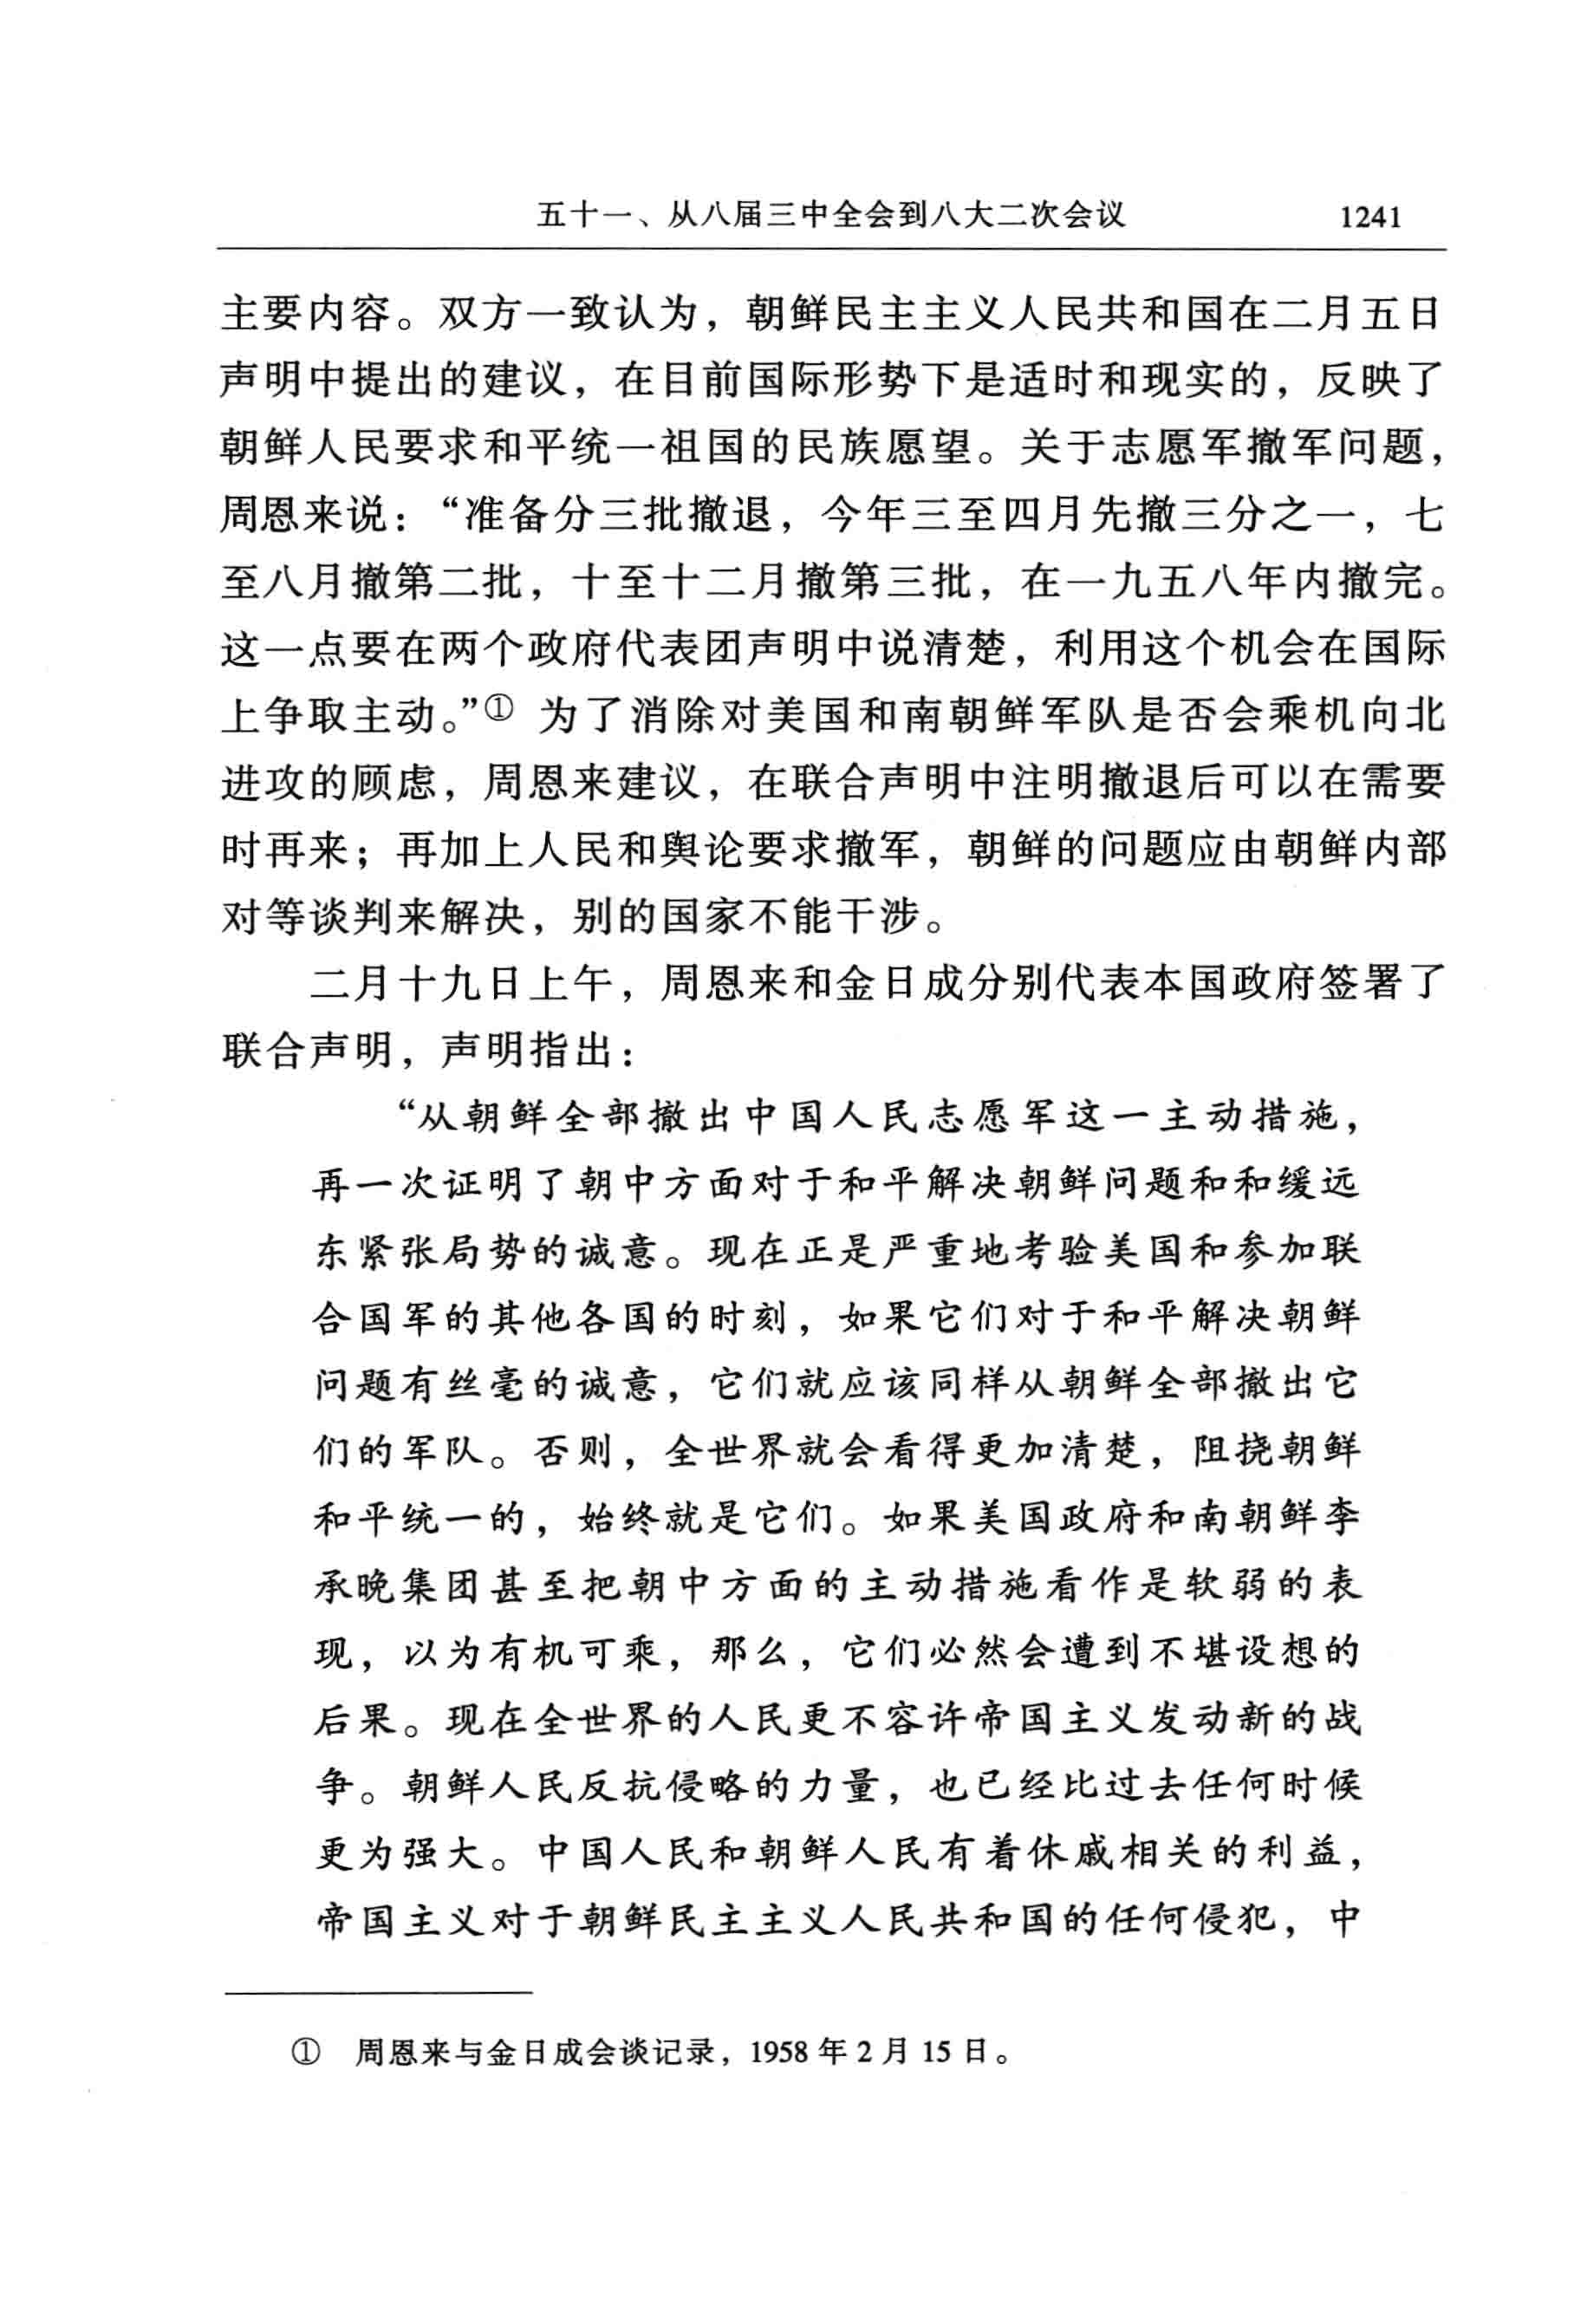 五十一、从八届三中全会到八大二次会议 1241
主要内容。双方一致认为，朝鲜民主主义人民共和国在二月五日
声明中提出的建议，在目前国际形势下是适时和现实的，反映了
朝鲜人民要求和平统一祖国的民族愿望。关于志愿军撤军问题，
周恩来说：“准备分三批撤退，今年三至四月先撤三分之一，七
至八月撤第二批，十至十二月撤第三批，在一九五八年内撤完。
这一点要在两个政府代表团声明中说清楚，利用这个机会在国际
上争取主动。”① 为了消除对美国和南朝鲜军队是否会乘机向北
进攻的顾虑，周恩来建议，在联合声明中注明撤退后可以在需要
时再来；再加上人民和舆论要求撤军，朝鲜的问题应由朝鲜内部
对等谈判来解决，别的国家不能干涉。
二月十九日上午，周恩来和金日成分别代表本国政府签署了
联合声明，声明指出：
“从朝鲜全部撤出中国人民志愿军这一主动措施，
再一次证明了朝中方面对于和平解决朝鲜问题和和缓远
东紧张局势的诚意。现在正是严重地考验美国和参加联
合国军的其他各国的时刻，如果它们对于和平解决朝鲜
问题有丝毫的诚意，它们就应该同样从朝鲜全部撤出它
们的军队。否则，全世界就会看得更加清楚，阻挠朝鲜
和平统一的，始终就是它们。如果美国政府和南朝鲜李
承晚集团甚至把朝中方面的主动措施看作是软弱的表
现，以为有机可乘，那么，它们必然会遭到不堪设想的
后果。现在全世界的人民更不容许帝国主义发动新的战
争。朝鲜人民反抗侵略的力量，也已经比过去任何时候
更为强大。中国人民和朝鲜人民有着休戚相关的利益，
帝国主义对于朝鲜民主主义人民共和国的任何侵犯，中
① 周恩来与金日成会谈记录，1958 年 2 月 15 日。